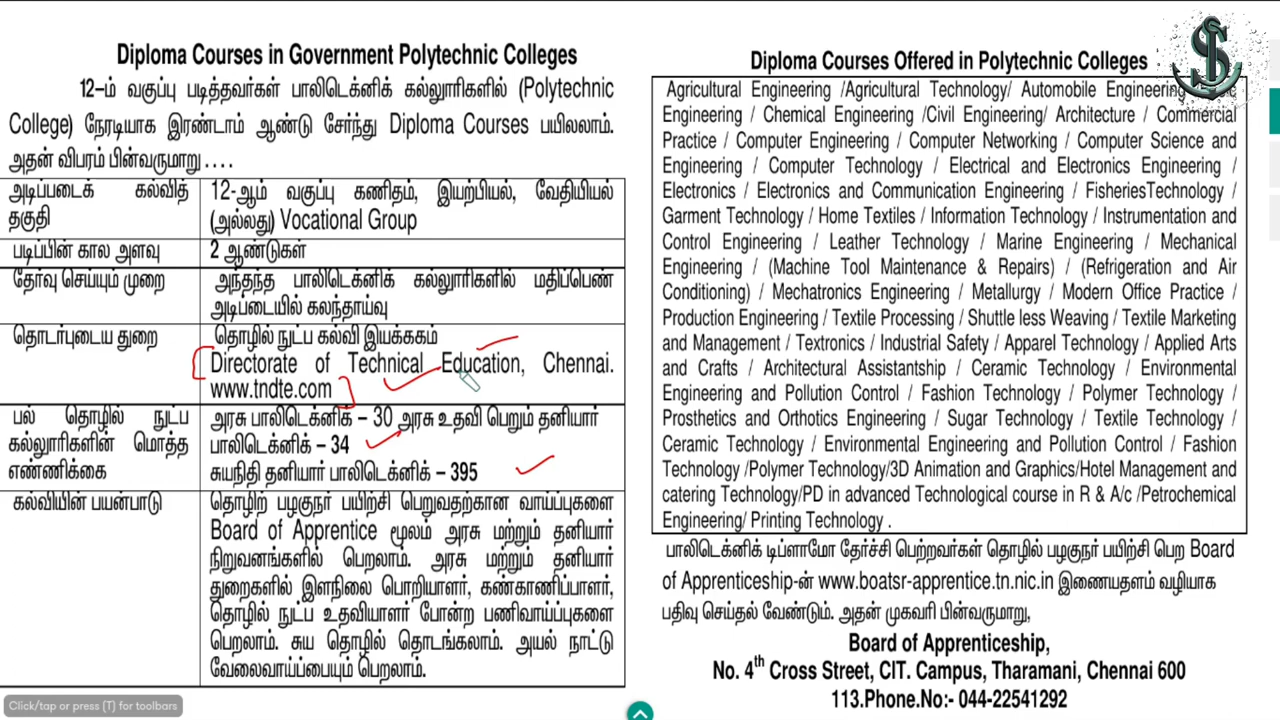 Diploma Courses in Government Polytechnic Colleges
12–ம் வகுப்பு படித்தவர்கள் பாலிடெக்னிக் கல்லூரிகளில் (Polytechnic
College) நேரடியாக இரண்டாம் ஆண்டு சேர்ந்து Diploma Courses பயிலலாம்.
அதன் விபரம் பின்வருமாறு ....
அடிப்படைக் கல்வித் தகுதி
12-ஆம் வகுப்பு கணிதம், இயற்பியல், வேதியியல்
(அல்லது) Vocational Group
படிப்பின் கால அளவு
2 ஆண்டுகள்
தேர்வு செய்யும் முறை
அந்தந்த பாலிடெக்னிக் கல்லூரிகளில் மதிப்பெண்
அடிப்படையில் கலந்தாய்வு
தொடர்புடைய துறை
தொழில் நுட்ப கல்வி இயக்ககம்
Directorate of Technical Education, Chennai.
www.tndte.com
பல் தொழில் நுட்ப
கல்லூரிகளின் மொத்த
எண்ணிக்கை
அரசு பாலிடெக்னிக் – 30 அரசு உதவி பெறும் தனியார்
பாலிடெக்னிக் – 34
சுயநிதி தனியார் பாலிடெக்னிக் – 395
கல்வியின் பயன்பாடு
தொழிற் பழகுநர் பயிற்சி பெறுவதற்கான வாய்ப்புகளை
Board of Apprentice மூலம் அரசு மற்றும் தனியார்
நிறுவனங்களில் பெறலாம். அரசு மற்றும் தனியார்
துறைகளில் இளநிலை பொறியாளர், கண்காணிப்பாளர்,
தொழில் நுட்ப உதவியாளர் போன்ற பணிவாய்ப்புகளை
பெறலாம். சுய தொழில் தொடங்கலாம். அயல் நாட்டு
வேலைவாய்ப்பையும் பெறலாம்.
Click/tap or press (T) for toolbars
Diploma Courses Offered in Polytechnic Colleges
Agricultural Engineering /Agricultural Technology/ Automobile Engineering
Engineering / Chemical Engineering /Civil Engineering/ Architecture / Commercial
Practice / Computer Engineering / Computer Networking / Computer Science and
Engineering / Computer Technology / Electrical and Electronics Engineering /
Electronics / Electronics and Communication Engineering / FisheriesTechnology /
Garment Technology / Home Textiles / Information Technology / Instrumentation and
Control Engineering / Leather Technology / Marine Engineering / Mechanical
Engineering / (Machine Tool Maintenance & Repairs) / (Refrigeration and Air
Conditioning) / Mechatronics Engineering / Metallurgy / Modern Office Practice /
Production Engineering / Textile Processing / Shuttle less Weaving / Textile Marketing
and Management / Textronics / Industrial Safety / Apparel Technology / Applied Arts
and Crafts / Architectural Assistantship / Ceramic Technology / Environmental
Engineering and Pollution Control / Fashion Technology / Polymer Technology /
Prosthetics and Orthotics Engineering / Sugar Technology / Textile Technology /
Ceramic Technology / Environmental Engineering and Pollution Control / Fashion
Technology /Polymer Technology/3D Animation and Graphics/Hotel Management and
catering Technology/PD in advanced Technological course in R & A/c /Petrochemical
Engineering/ Printing Technology .
பாலிடெக்னிக் டிப்ளாமோ தேர்ச்சி பெற்றவர்கள் தொழில் பழகுநர் பயிற்சி பெற Board
of Apprenticeship-ன் www.boatsr-apprentice.tn.nic.in இணையதளம் வழியாக
பதிவு செய்தல் வேண்டும். அதன் முகவரி பின்வருமாறு,
Board of Apprenticeship,
No. 4th Cross Street, CIT. Campus, Tharamani, Chennai 600
113.Phone.No:- 044-22541292